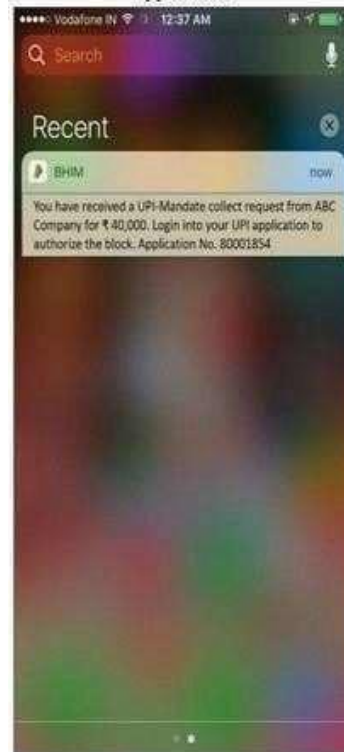 Vodafone IN 12:37 AM
Search
Recent
BHIM now
You have received a UPI-Mandate collect request from ABC
Company for ₹ 40,000. Login into your UPI application to
authorize the block. Application No. 80001854